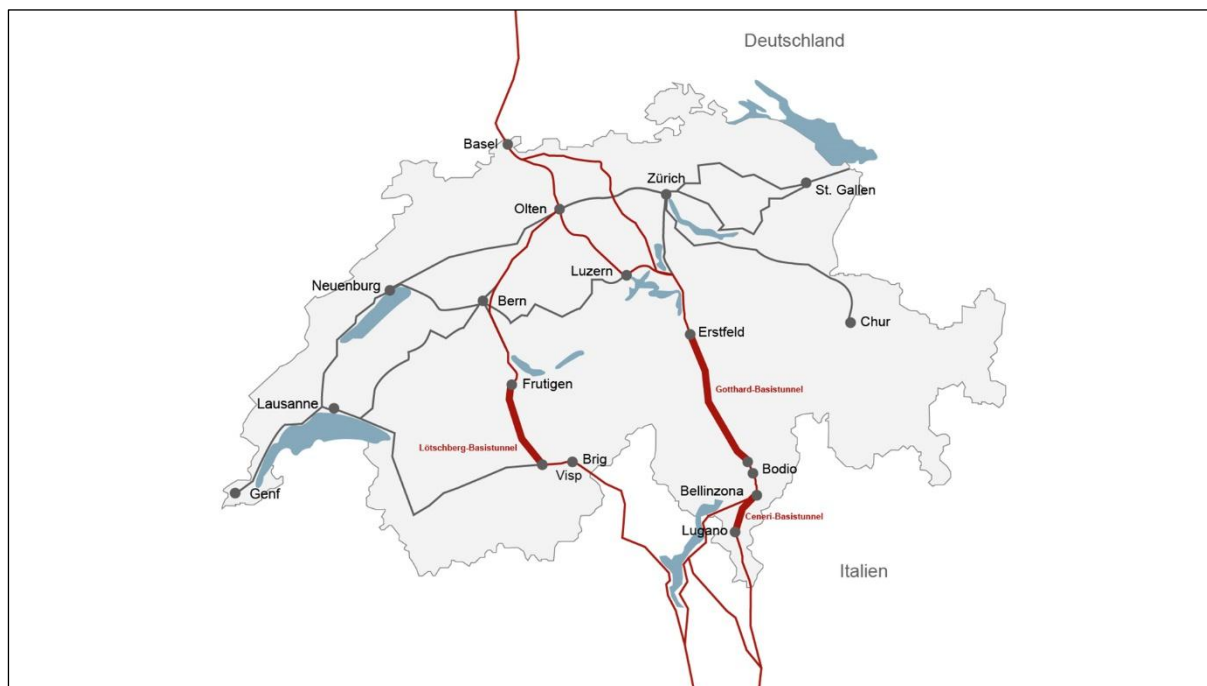 Deutschland
Basel
Zürich
St. Gallen
Olten
Luzern
Neuenburg
Bern
Chur
Erstfeld
Frutigen
Gotthard-Basistunnel
Lausanne
Lötschberg-Basistunnel
Brig
Visp
Bodio
Genf
Bellinzona
Ceneri-Basistunnel
Lugano
Italien